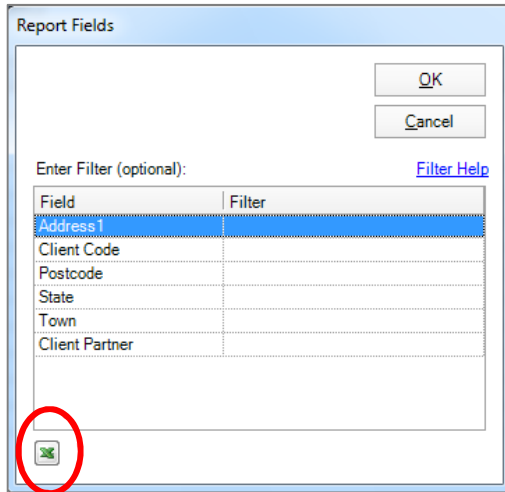 Report Fields
OK
Cancel
Enter Filter (optional): Filter Help
Field Filter
Address1
Client Code
Postcode
State
Town
Client Partner